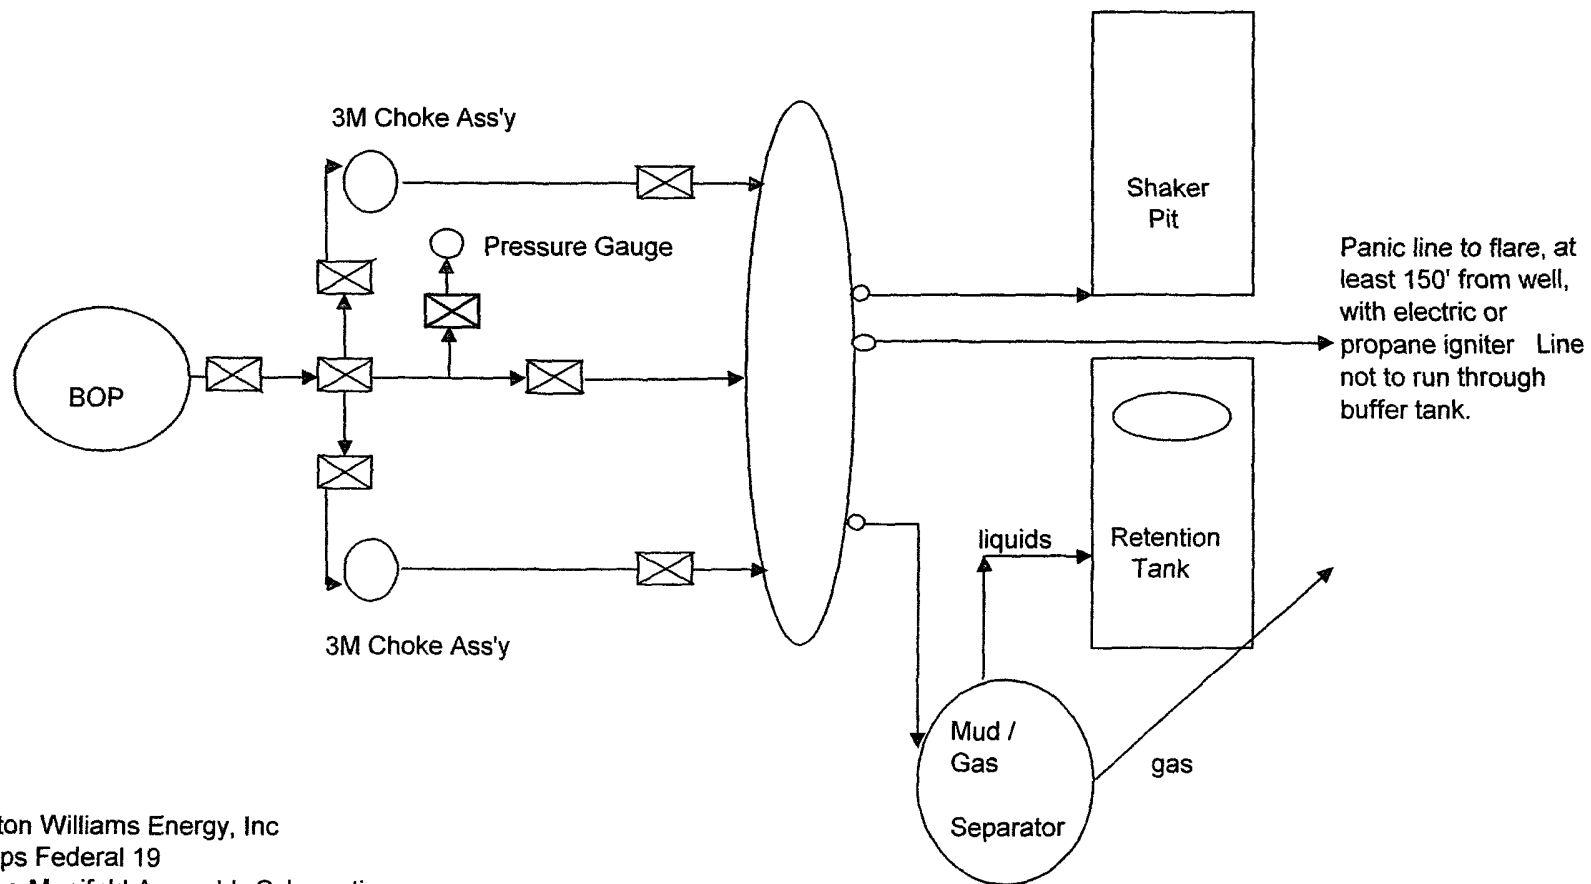 3M Choke Ass'y
Pressure Gauge
BOP
3M Choke Ass'y
Shaker
Pit
Panic line to flare, at
least 150' from well,
with electric or
propane igniter Line
not to run through
buffer tank.
liquids
Retention
Tank
Mud /
Gas
Separator
gas
Williams Energy, Inc
Federal 19